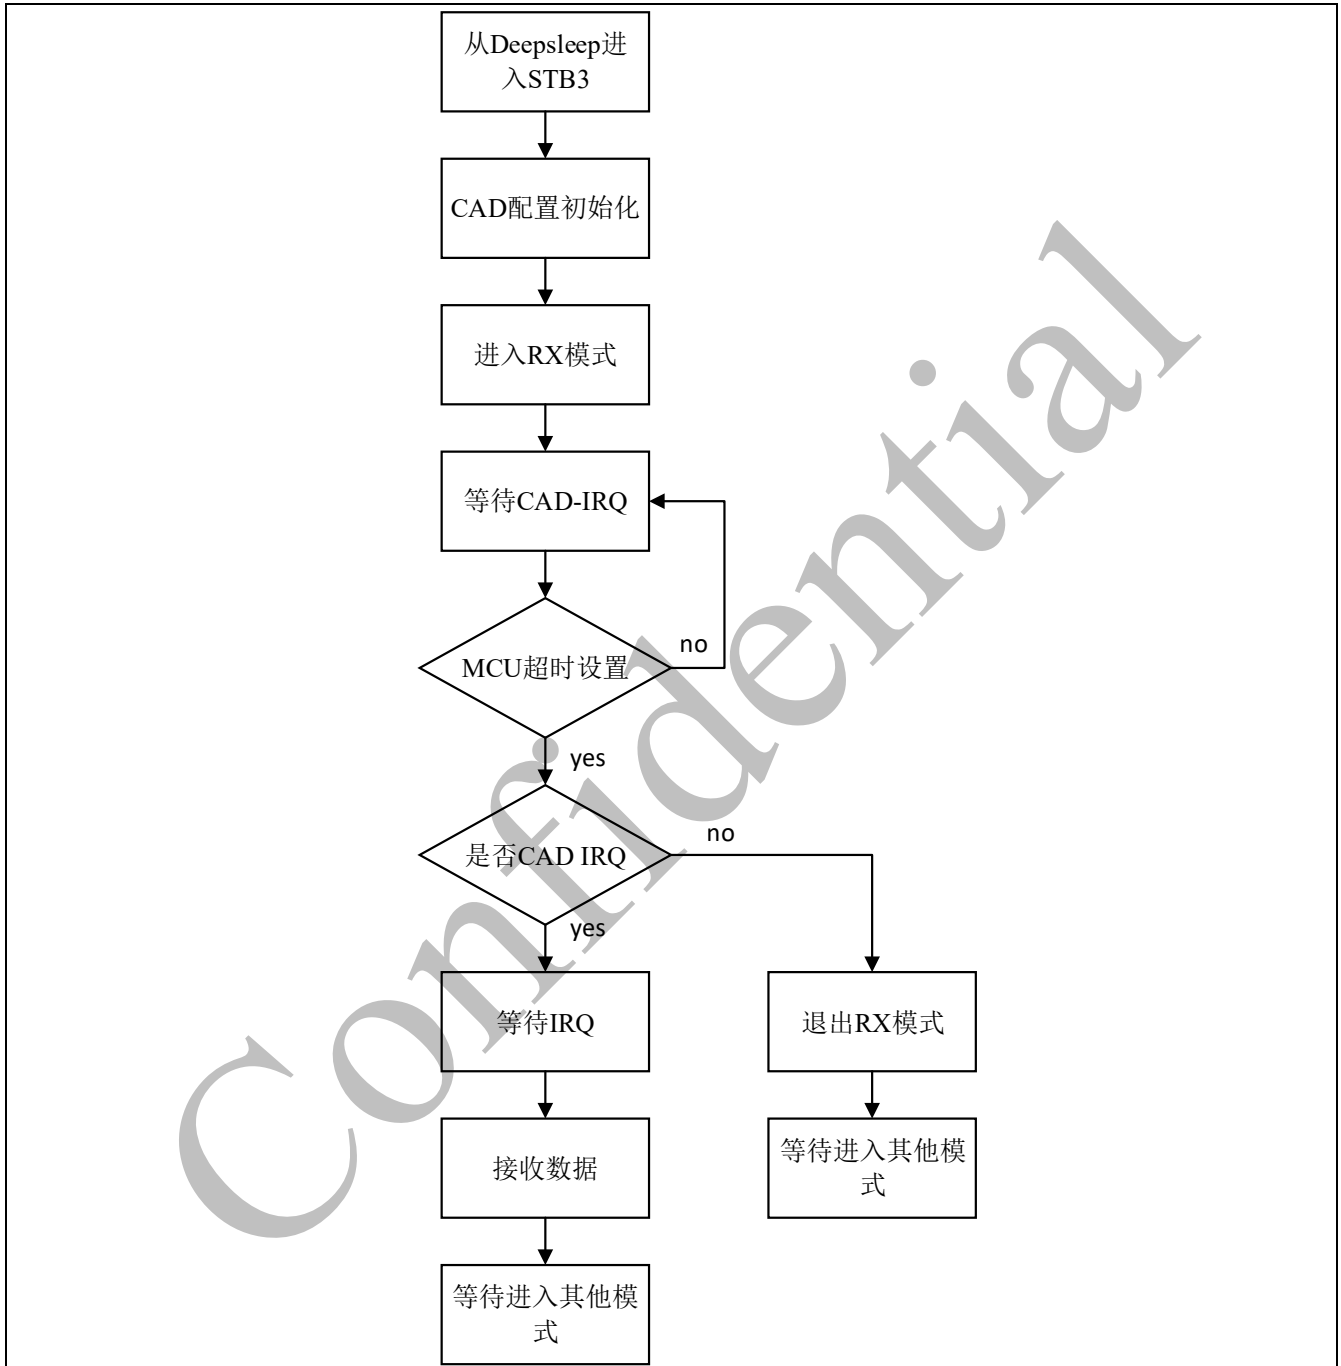 从Deepsleep进
入STB3
CAD配置初始化
进入RX模式
等待CAD-IRQ
no
MCU超时设置
yes
no
是否CAD IRQ
yes
等待IRQ
退出RX模式
接收数据
等待进入其他模
式
等待进入其他模
式
Confidential